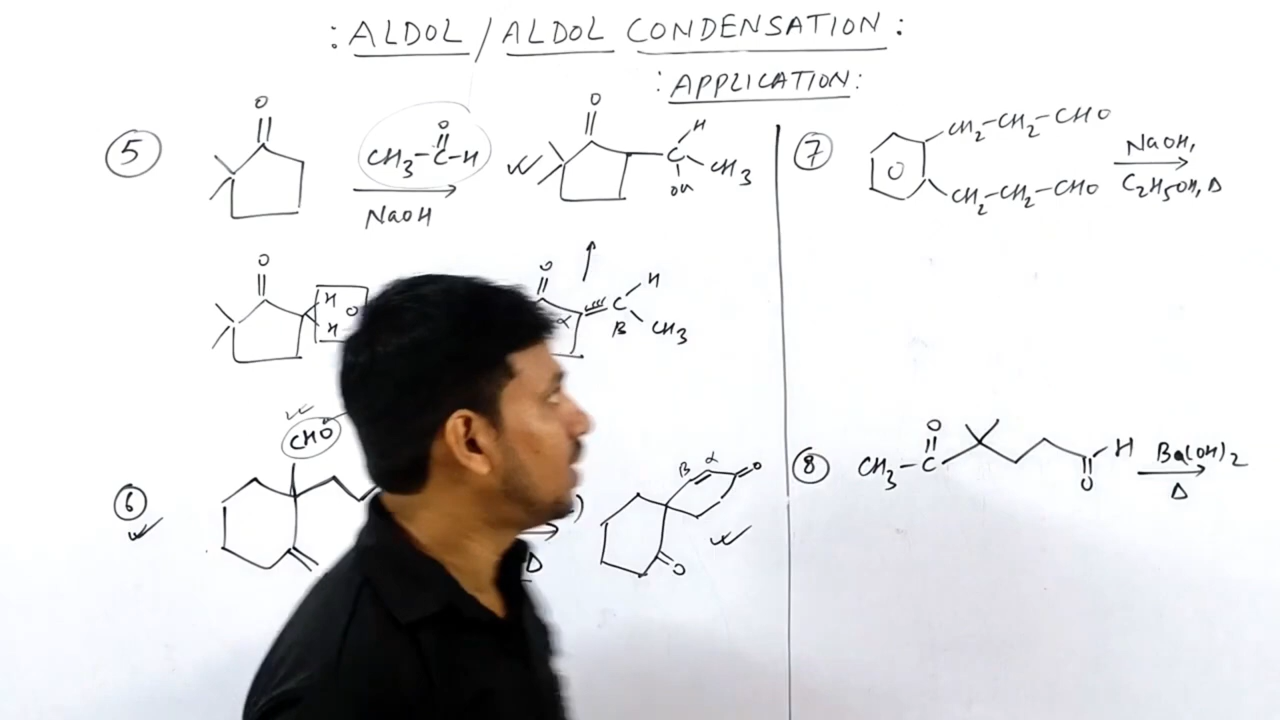 : ALDOL / ALDOL CONDENSATION :
: APPLICATION :
5
O
CH3-C-H
O
NaOH
O
H
C
CH3
OH
O
H
H
O
O
α
C
β
H
CH3
6
CHO
Δ
β α
O
O
7
CH2-CH2-CHO
CH2-CH2-CHO
O
NaOH,
C2H5OH, Δ
8
CH3-C
O
H
O
Ba(OH)2
Δ